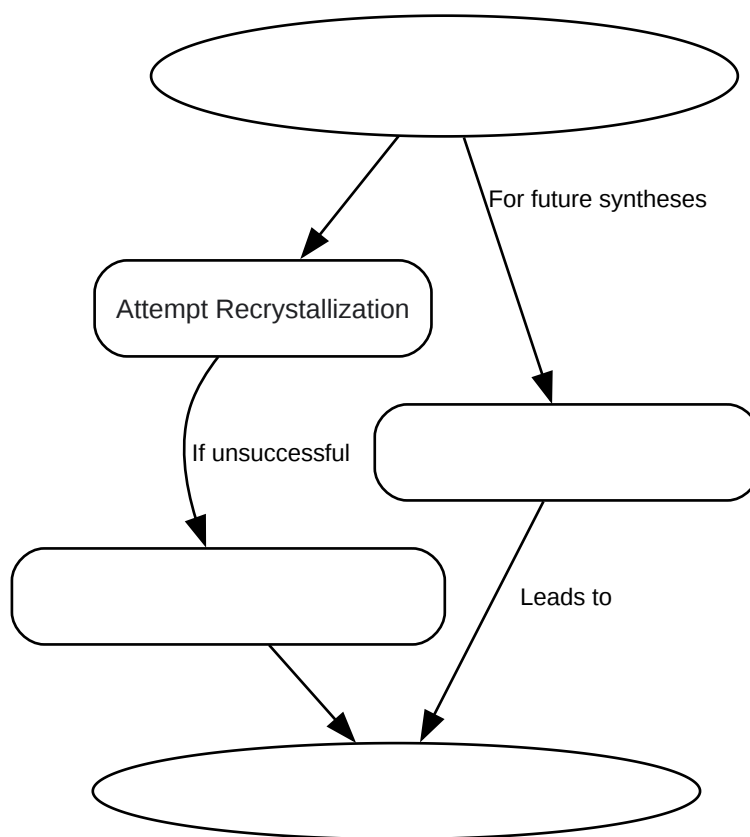 For future syntheses
Attempt Recrystallization
If unsuccessful
Leads to